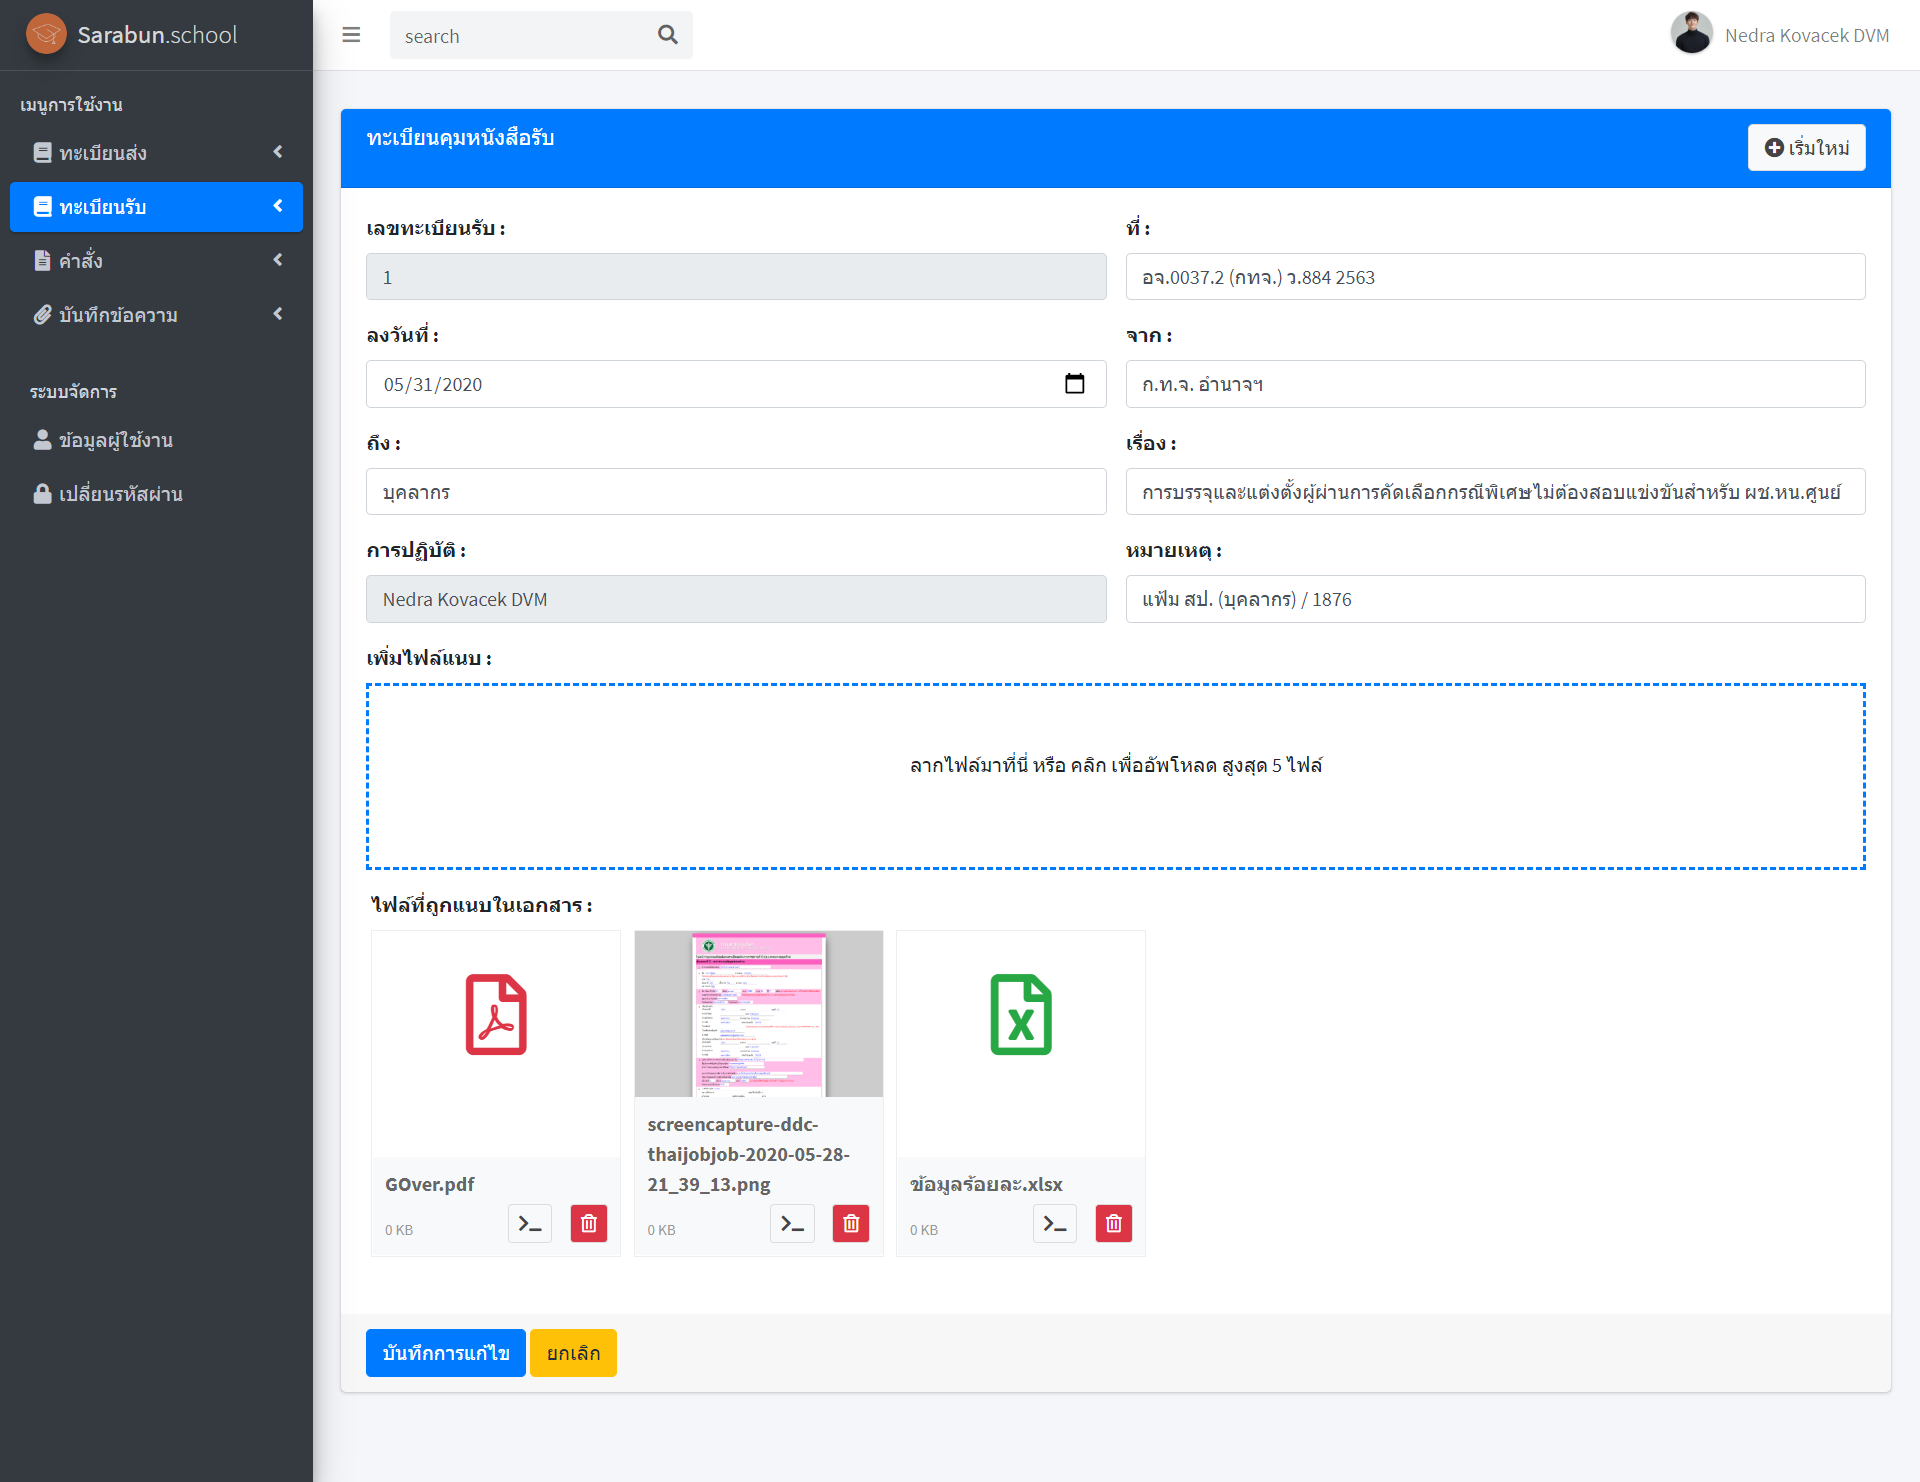 Sarabun.school
search
Nedra Kovacek DVM
เมนูการใช้งาน
ทะเบียนส่ง
ทะเบียนรับ
คำสั่ง
บันทึกข้อความ
ระบบจัดการ
ข้อมูลผู้ใช้งาน
เปลี่ยนรหัสผ่าน
ทะเบียนคุมหนังสือรับ
เริ่มใหม่
เลขทะเบียนรับ :
1
ที่ :
อจ.0037.2 (กทจ.) ว.884 2563
ลงวันที่ :
05/31/2020
จาก :
ก.ท.จ. อำนาจฯ
ถึง :
บุคลากร
เรื่อง :
การบรรจุและแต่งตั้งผู้ผ่านการคัดเลือกกรณีพิเศษไม่ต้องสอบแข่งขันสำหรับ ผช.หน.ศูนย์
การปฏิบัติ :
Nedra Kovacek DVM
หมายเหตุ :
แฟ้ม สป. (บุคลากร) / 1876
เพิ่มไฟล์แนบ :
ลากไฟล์มาที่นี่ หรือ คลิก เพื่ออัพโหลด สูงสุด 5 ไฟล์
ไฟล์ที่ถูกแนบในเอกสาร :
GOver.pdf
0 KB
screencapture-ddc-
thaijobjob-2020-05-28-
21_39_13.png
0 KB
ข้อมูลร้อยละ.xlsx
0 KB
บันทึกการแก้ไข
ยกเลิก